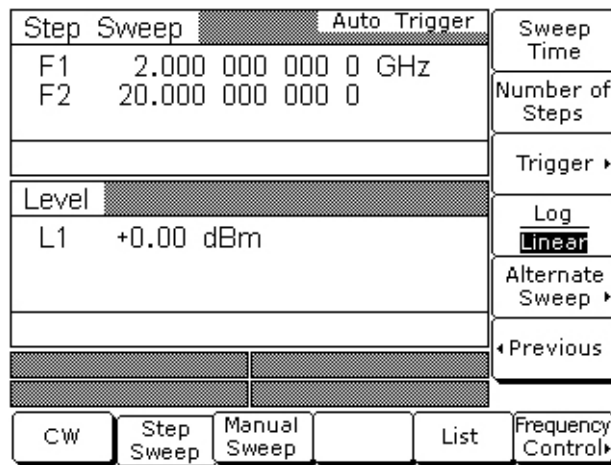 Step Sweep Auto Trigger
F1 2.000 000 000 0 GHz
F2 20.000 000 000 0
Level
L1 +0.00 dBm
Sweep
Time
Number of
Steps
Trigger
Log
Linear
Alternate
Sweep
Previous
CW
Step
Sweep
Manual
Sweep
List
Frequency
Control